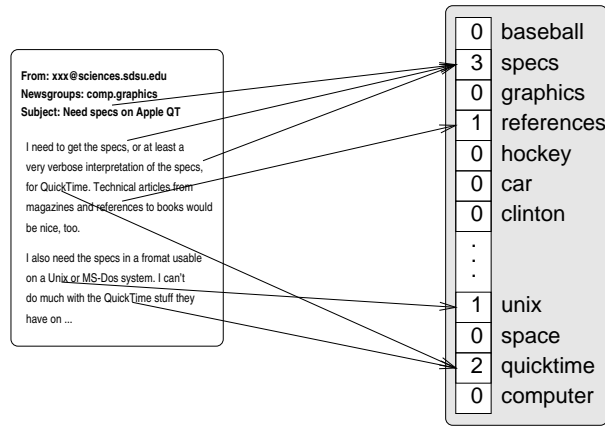 From: xxx@sciences.sdsu.edu
Newsgroups: comp.graphics
Subject: Need specs on Apple QT
I need to get the specs, or at least a
very verbose interpretation of the specs,
for QuickTime. Technical articles from
magazines and references to books would
be nice, too.
I also need the specs in a fromat usable
on a Unix or MS-Dos system. I can't
do much with the QuickTime stuff they
have on ...
0 baseball
3 specs
0 graphics
1 references
0 hockey
0 car
0 clinton
.
.
.
1 unix
0 space
2 quicktime
0 computer